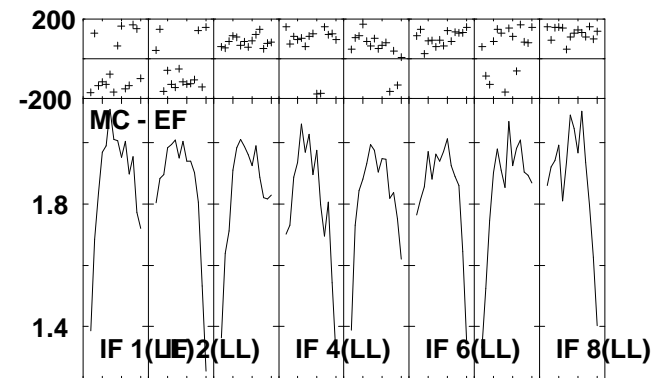 200
-200
MC - EF
1.8
1.4
IF 1(LL)
IF 2(LL)
IF 4(LL)
IF 6(LL)
IF 8(LL)